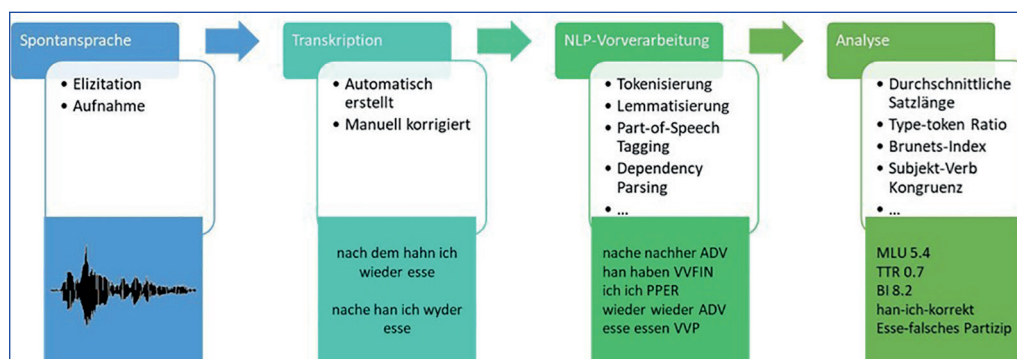 Spontansprache
• Elizitation
• Aufnahme
Transkription
• Automatisch
erstellt
• Manuell korrigiert
nach dem hahn ich
wieder esse
nache han ich wyder
esse
NLP-Vorverarbeitung
• Tokenisierung
• Lemmatisierung
• Part-of-Speech
Tagging
• Dependency
Parsing
• ...
nache nachher ADV
han haben VVFIN
ich ich PPER
wieder wieder ADV
esse essen VVP
Analyse
• Durchschnittliche
Satzlänge
• Type-token Ratio
• Brunets-Index
• Subjekt-Verb
Kongruenz
• ...
MLU 5.4
TTR 0.7
BI 8.2
han-ich-korrekt
Esse-falsches Partizip